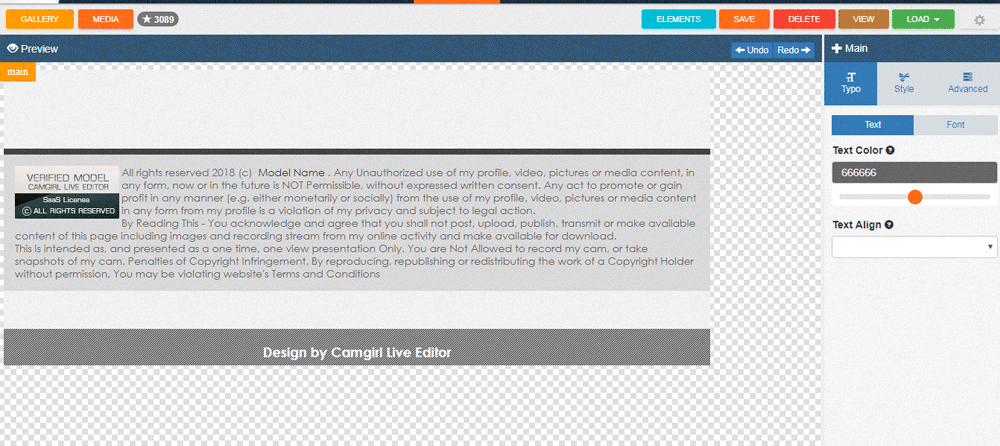 GALLERY MEDIA ★ 3089 ELEMENTS SAVE DELETE VIEW LOAD
Preview Undo Redo Main
main
Typo Style Advanced
Text Font
Text Color
666666
Text Align
VERIFIED MODEL
CAMGIRL LIVE EDITOR
SaaS License
© ALL RIGHTS RESERVED
All rights reserved 2018 (c) Model Name . Any Unauthorized use of my profile, video, pictures or media content, in
any form, now or in the future is NOT Permissible, without expressed written consent. Any act to promote or gain
profit in any manner (e.g. either monetarily or socially) from the use of my profile, video, pictures or media content
in any form from my profile is a violation of my privacy and subject to legal action.
By Reading This - You acknowledge and agree that you shall not post, upload, publish, transmit or make available
content of this page including images and recording stream from my online activity and make available for download.
This is intended as, and presented as a one time, one view presentation Only. You are Not Allowed to record my cam, or take
snapshots of my cam. Penalties of Copyright Infringement. By reproducing, republishing or redistributing the work of a Copyright Holder
without permission, You may be violating website's Terms and Conditions
Design by Camgirl Live Editor